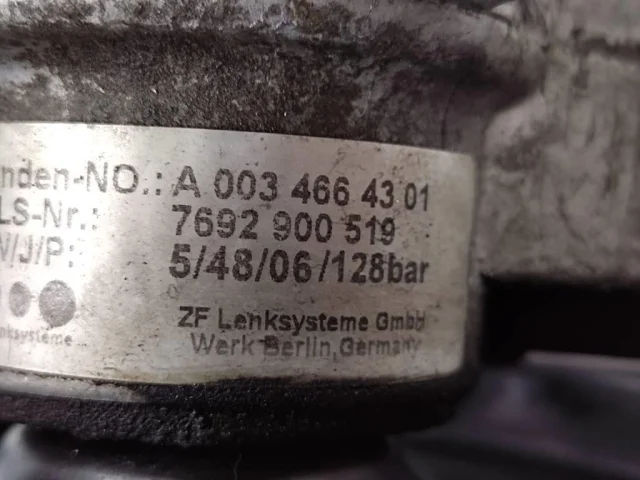 nden-NO.: A 003 466 43 01
LS-Nr.: 7692 900 519
/J/P: 5/48/06/128bar
ZF Lenksysteme GmbH
Werk Berlin, Germany
nksysteme